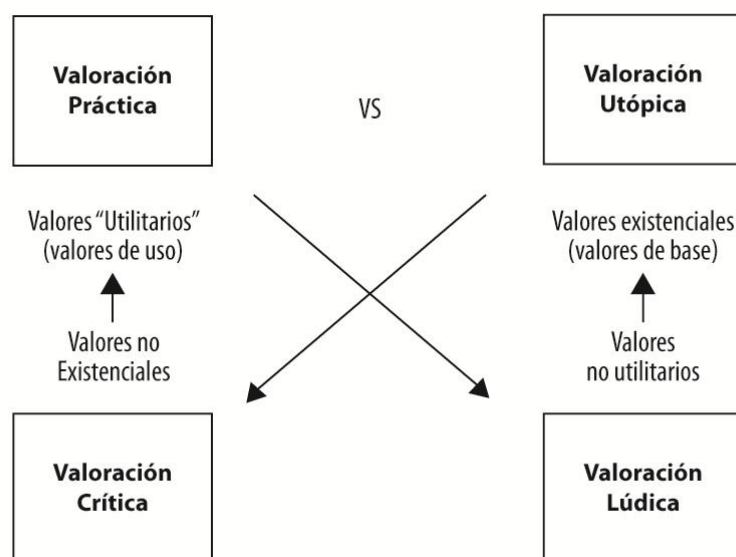 Valoración
Práctica
VS
Valoración
Utópica
Valores “Utilitarios”
(valores de uso)
Valores existenciales
(valores de base)
Valores no
Existenciales
Valores
no utilitarios
Valoración
Crítica
Valoración
Lúdica